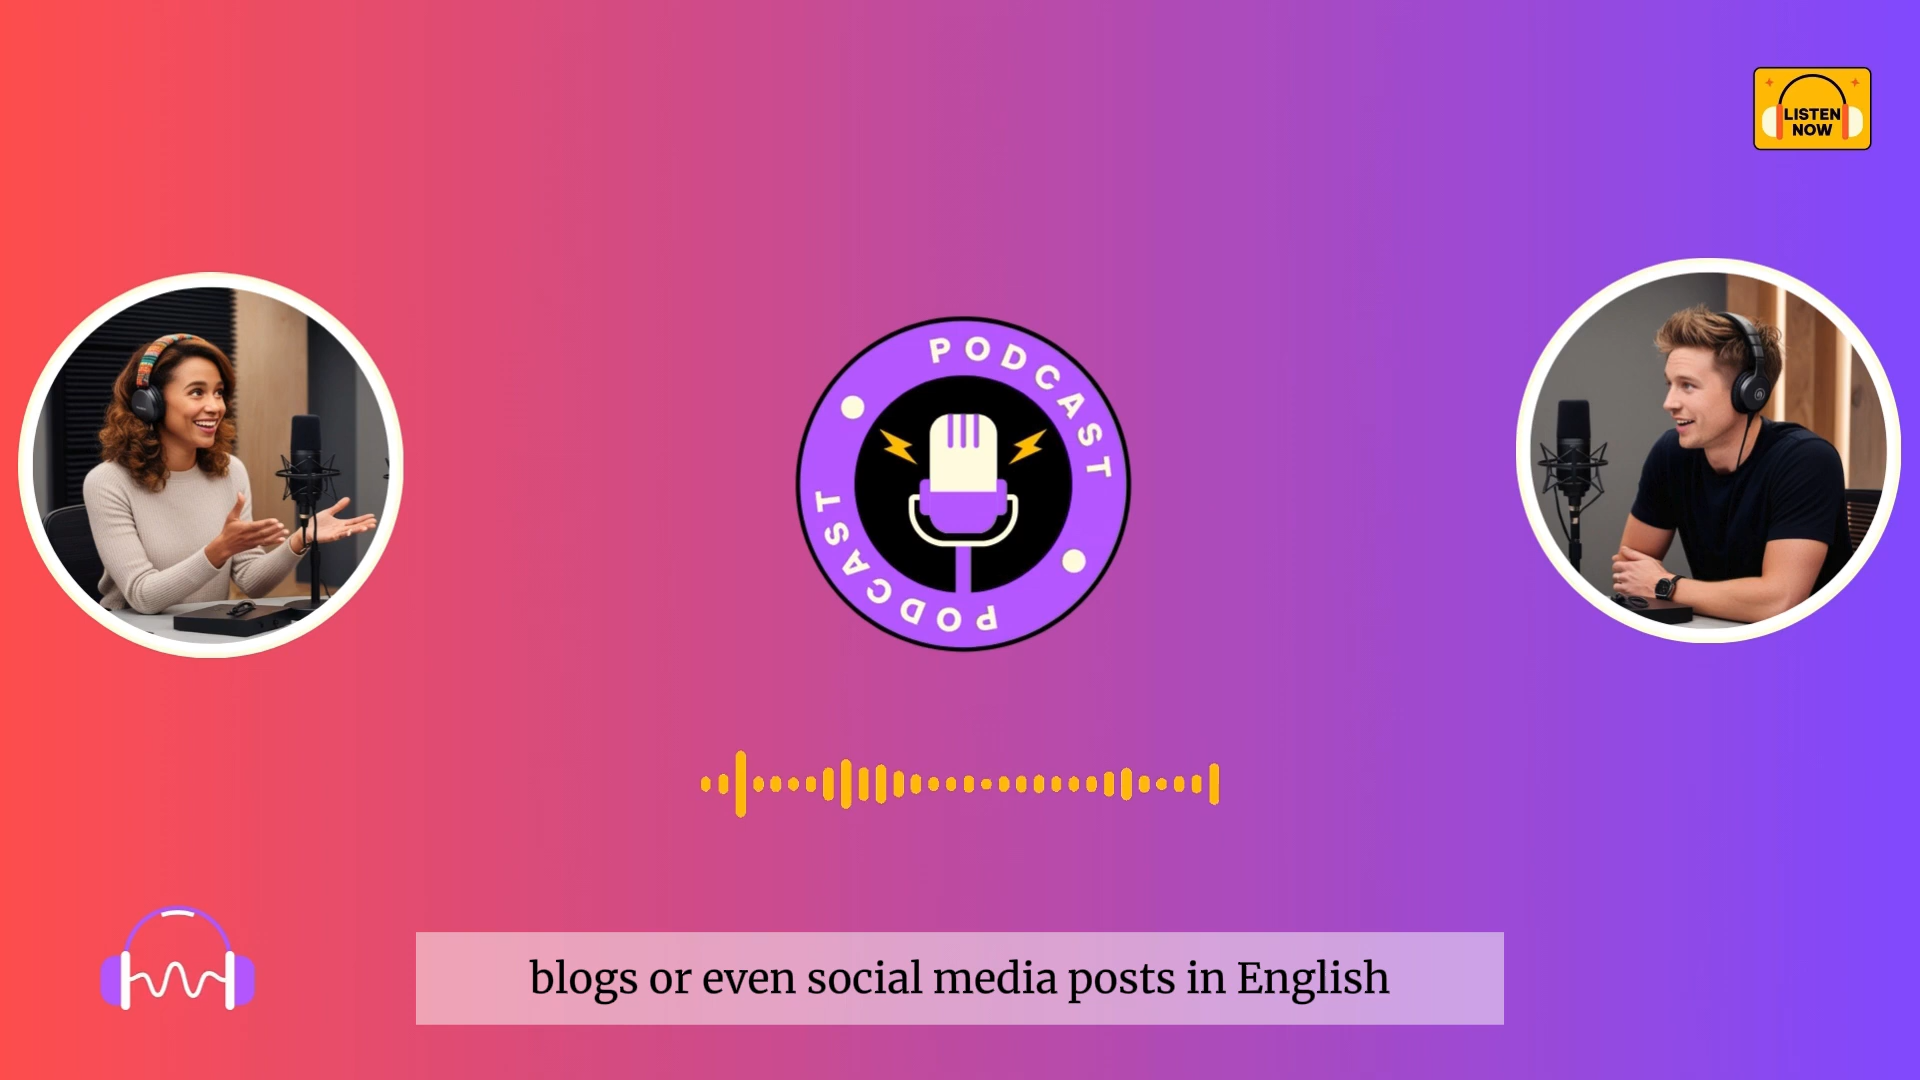 LISTEN
NOW
PODCAST
PODCAST
blogs or even social media posts in English